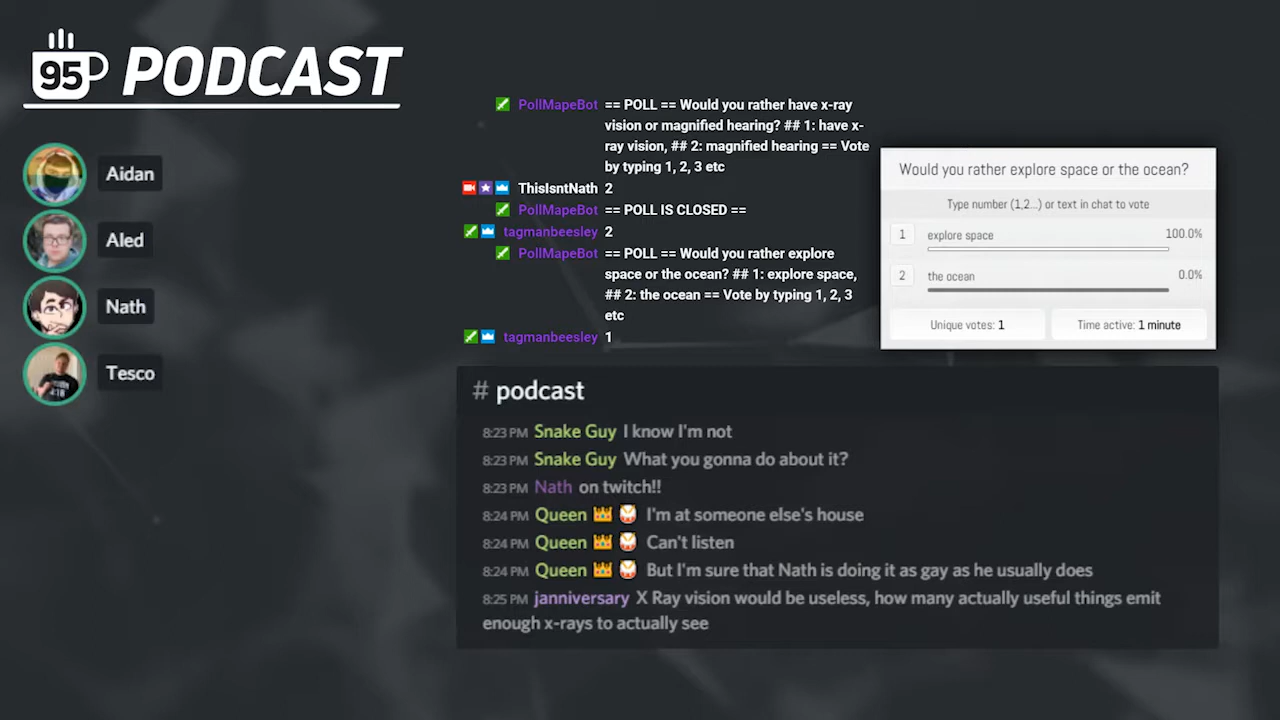 95 PODCAST
Aidan
Aled
Nath
Tesco
PollMapeBot == POLL == Would you rather have x-ray
vision or magnified hearing? ## 1: have x-
ray vision, ## 2: magnified hearing == Vote
by typing 1, 2, 3 etc
ThisIsntNath 2
PollMapeBot == POLL IS CLOSED ==
tagmanbeesley 2
PollMapeBot == POLL == Would you rather explore
space or the ocean? ## 1: explore space,
## 2: the ocean == Vote by typing 1, 2, 3
etc
tagmanbeesley 1
Would you rather explore space or the ocean?
Type number (1,2...) or text in chat to vote
1 explore space 100.0%
2 the ocean 0.0%
Unique votes: 1 Time active: 1 minute
# podcast
8:23 PM Snake Guy I know I'm not
8:23 PM Snake Guy What you gonna do about it?
8:23 PM Nath on twitch!!
8:24 PM Queen I'm at someone else's house
8:24 PM Queen Can't listen
8:24 PM Queen But I'm sure that Nath is doing it as gay as he usually does
8:25 PM janniversary X Ray vision would be useless, how many actually useful things emit
enough x-rays to actually see